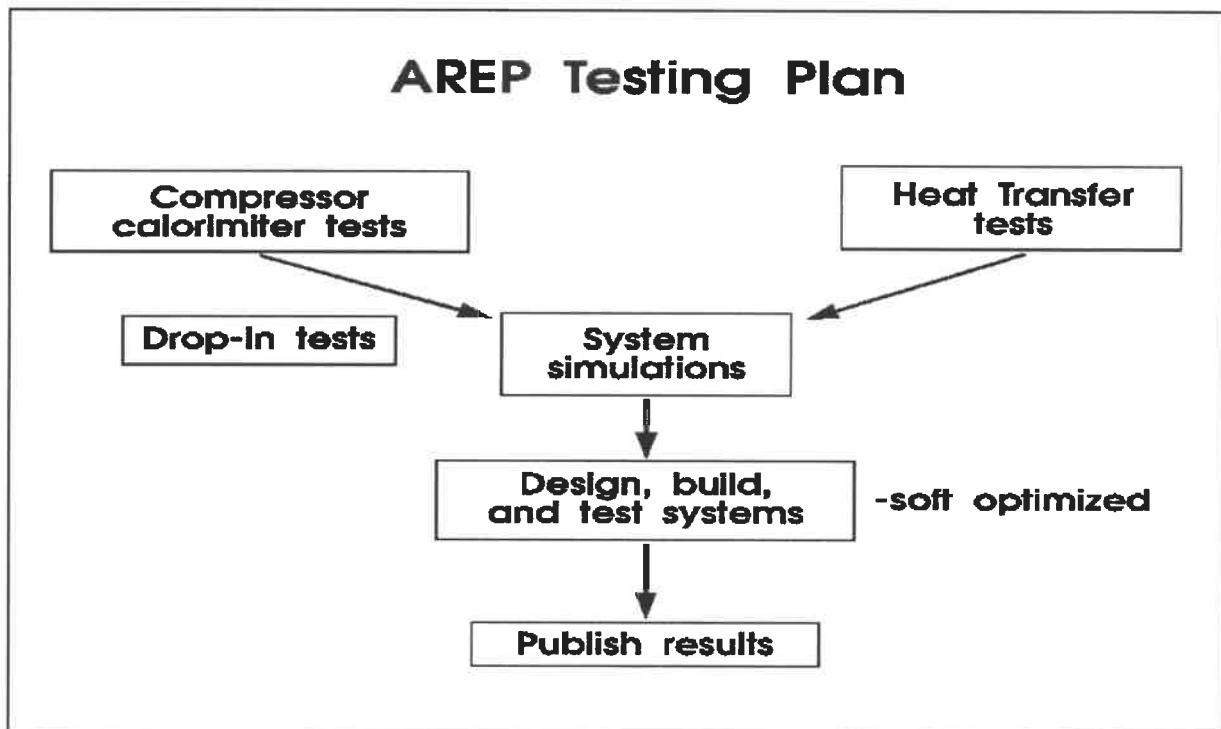 AREP Testing Plan
Compressor
calorimiter tests
Heat Transfer
tests
Drop-in tests
System
simulations
Design, build,
and test systems
-soft optimized
Publish results